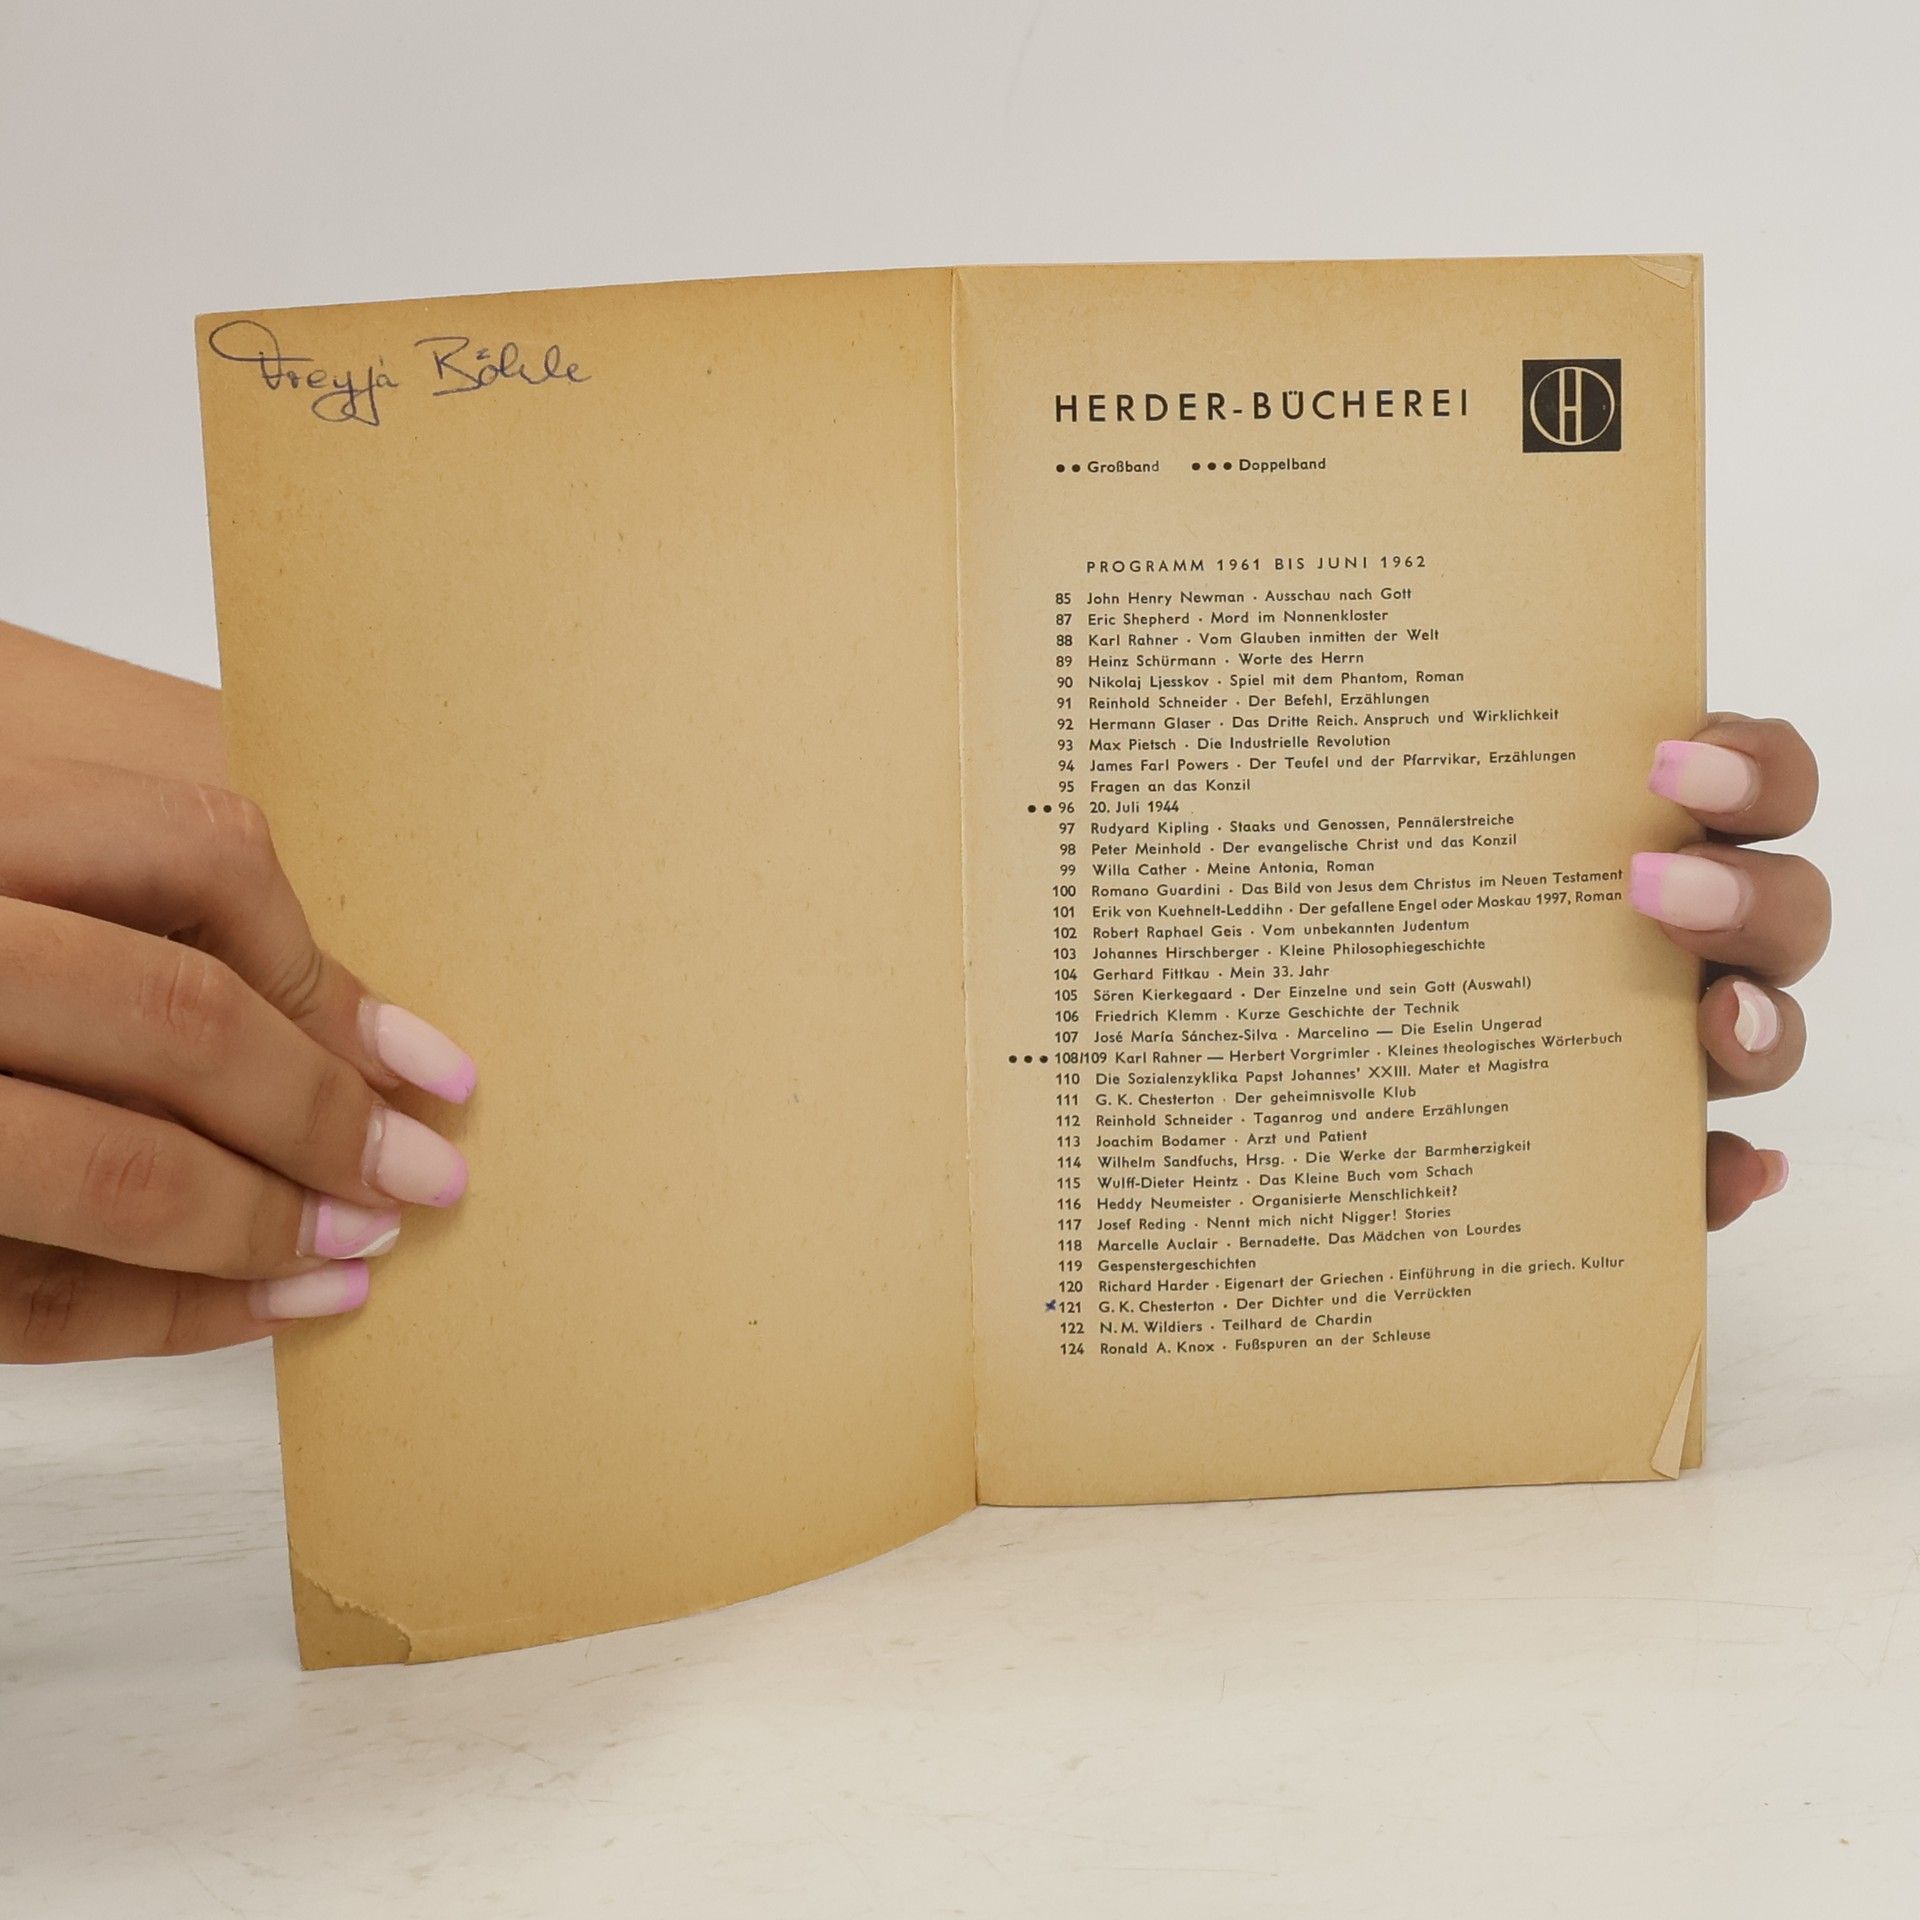 Freyja Böhle
HERDER-BÜCHEREI
H
•• Großband ••• Doppelband
PROGRAMM 1961 BIS JUNI 1962
85 John Henry Newman · Ausschau nach Gott
87 Eric Shepherd · Mord im Nonnenkloster
88 Karl Rahner · Vom Glauben inmitten der Welt
89 Heinz Schürmann · Worte des Herrn
90 Nikolaj Ljesskov · Spiel mit dem Phantom, Roman
91 Reinhold Schneider · Der Befehl, Erzählungen
92 Hermann Glaser · Das Dritte Reich. Anspruch und Wirklichkeit
93 Max Pietsch · Die Industrielle Revolution
94 James Farl Powers · Der Teufel und der Pfarrvikar, Erzählungen
95 Fragen an das Konzil
•• 96 20. Juli 1944
97 Rudyard Kipling · Staaks und Genossen, Pennälerstreiche
98 Peter Meinhold · Der evangelische Christ und das Konzil
99 Willa Cather · Meine Antonia, Roman
100 Romano Guardini · Das Bild von Jesus dem Christus im Neuen Testament
101 Erik von Kuehnelt-Leddihn · Der gefallene Engel oder Moskau 1997, Roman
102 Robert Raphael Geis · Vom unbekannten Judentum
103 Johannes Hirschberger · Kleine Philosophiegeschichte
104 Gerhard Fittkau · Mein 33. Jahr
105 Sören Kierkegaard · Der Einzelne und sein Gott (Auswahl)
106 Friedrich Klemm · Kurze Geschichte der Technik
107 José María Sánchez-Silva · Marcelino — Die Eselin Ungerad
••• 108/109 Karl Rahner — Herbert Vorgrimler · Kleines theologisches Wörterbuch
110 Die Sozialenzyklika Papst Johannes' XXIII. Mater et Magistra
111 G. K. Chesterton · Der geheimnisvolle Klub
112 Reinhold Schneider · Taganrog und andere Erzählungen
113 Joachim Bodamer · Arzt und Patient
114 Wilhelm Sandfuchs, Hrsg. · Die Werke der Barmherzigkeit
115 Wulff-Dieter Heintz · Das Kleine Buch vom Schach
116 Heddy Neumeister · Organisierte Menschlichkeit?
117 Josef Reding · Nennt mich nicht Nigger! Stories
118 Marcelle Auclair · Bernadette. Das Mädchen von Lourdes
119 Gespenstergeschichten
120 Richard Harder · Eigenart der Griechen · Einführung in die griech. Kultur
×121 G. K. Chesterton · Der Dichter und die Verrückten
122 N. M. Wildiers · Teilhard de Chardin
124 Ronald A. Knox · Fußspuren an der Schleuse